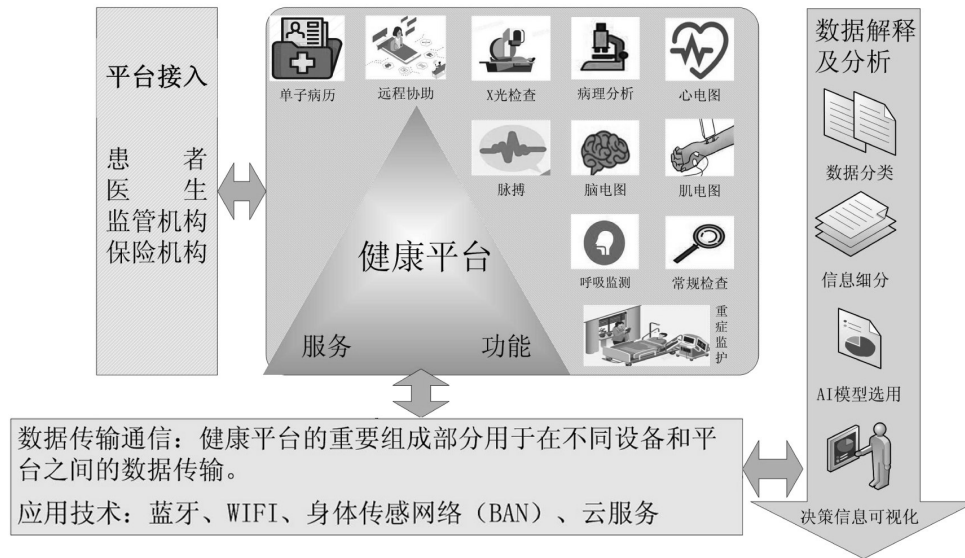 平台接入
患 者
医 生
监管机构
保险机构
单子病历
远程协助
X光检查
病理分析
心电图
脉搏
脑电图
肌电图
呼吸监测
常规检查
重症监护
健康平台
服务
功能
数据传输通信：健康平台的重要组成部分用于在不同设备和平
台之间的数据传输。
应用技术：蓝牙、WIFI、身体传感网络（BAN）、云服务
数据解释
及分析
数据分类
信息细分
AI模型选用
决策信息可视化